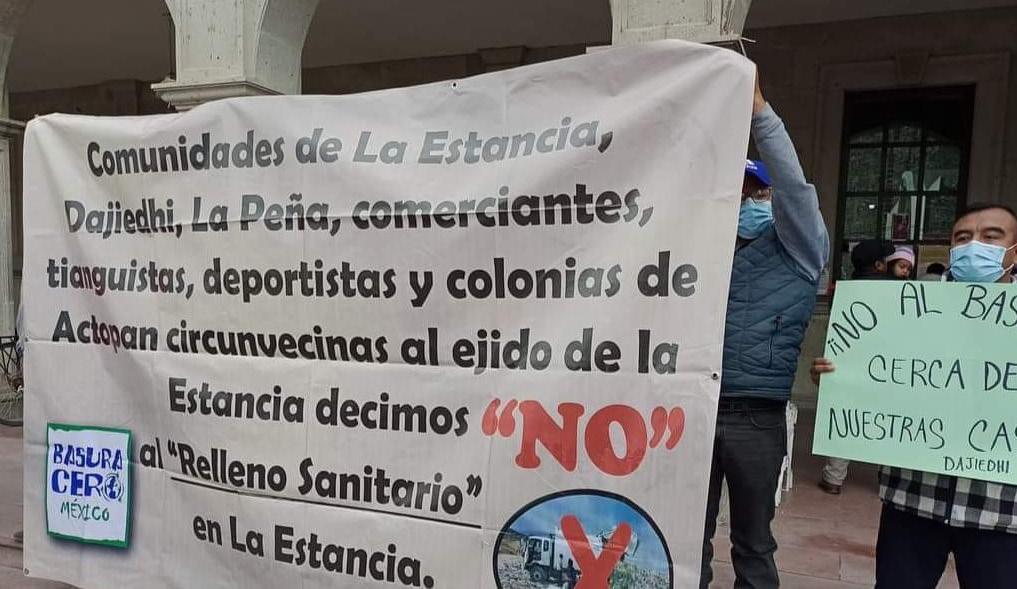 Comunidades de La Estancia,
Dajiedhi, La Peña, comerciantes,
tianguistas, deportistas y colonias de
Actopan circunvecinas al ejido de la
Estancia decimos “NO”
al “Relleno Sanitario”
en La Estancia.
BASURA
CERO
MÉXICO
¡¡NO AL BAS
CERCA DE
NUESTRAS CA
DAJIEDHI